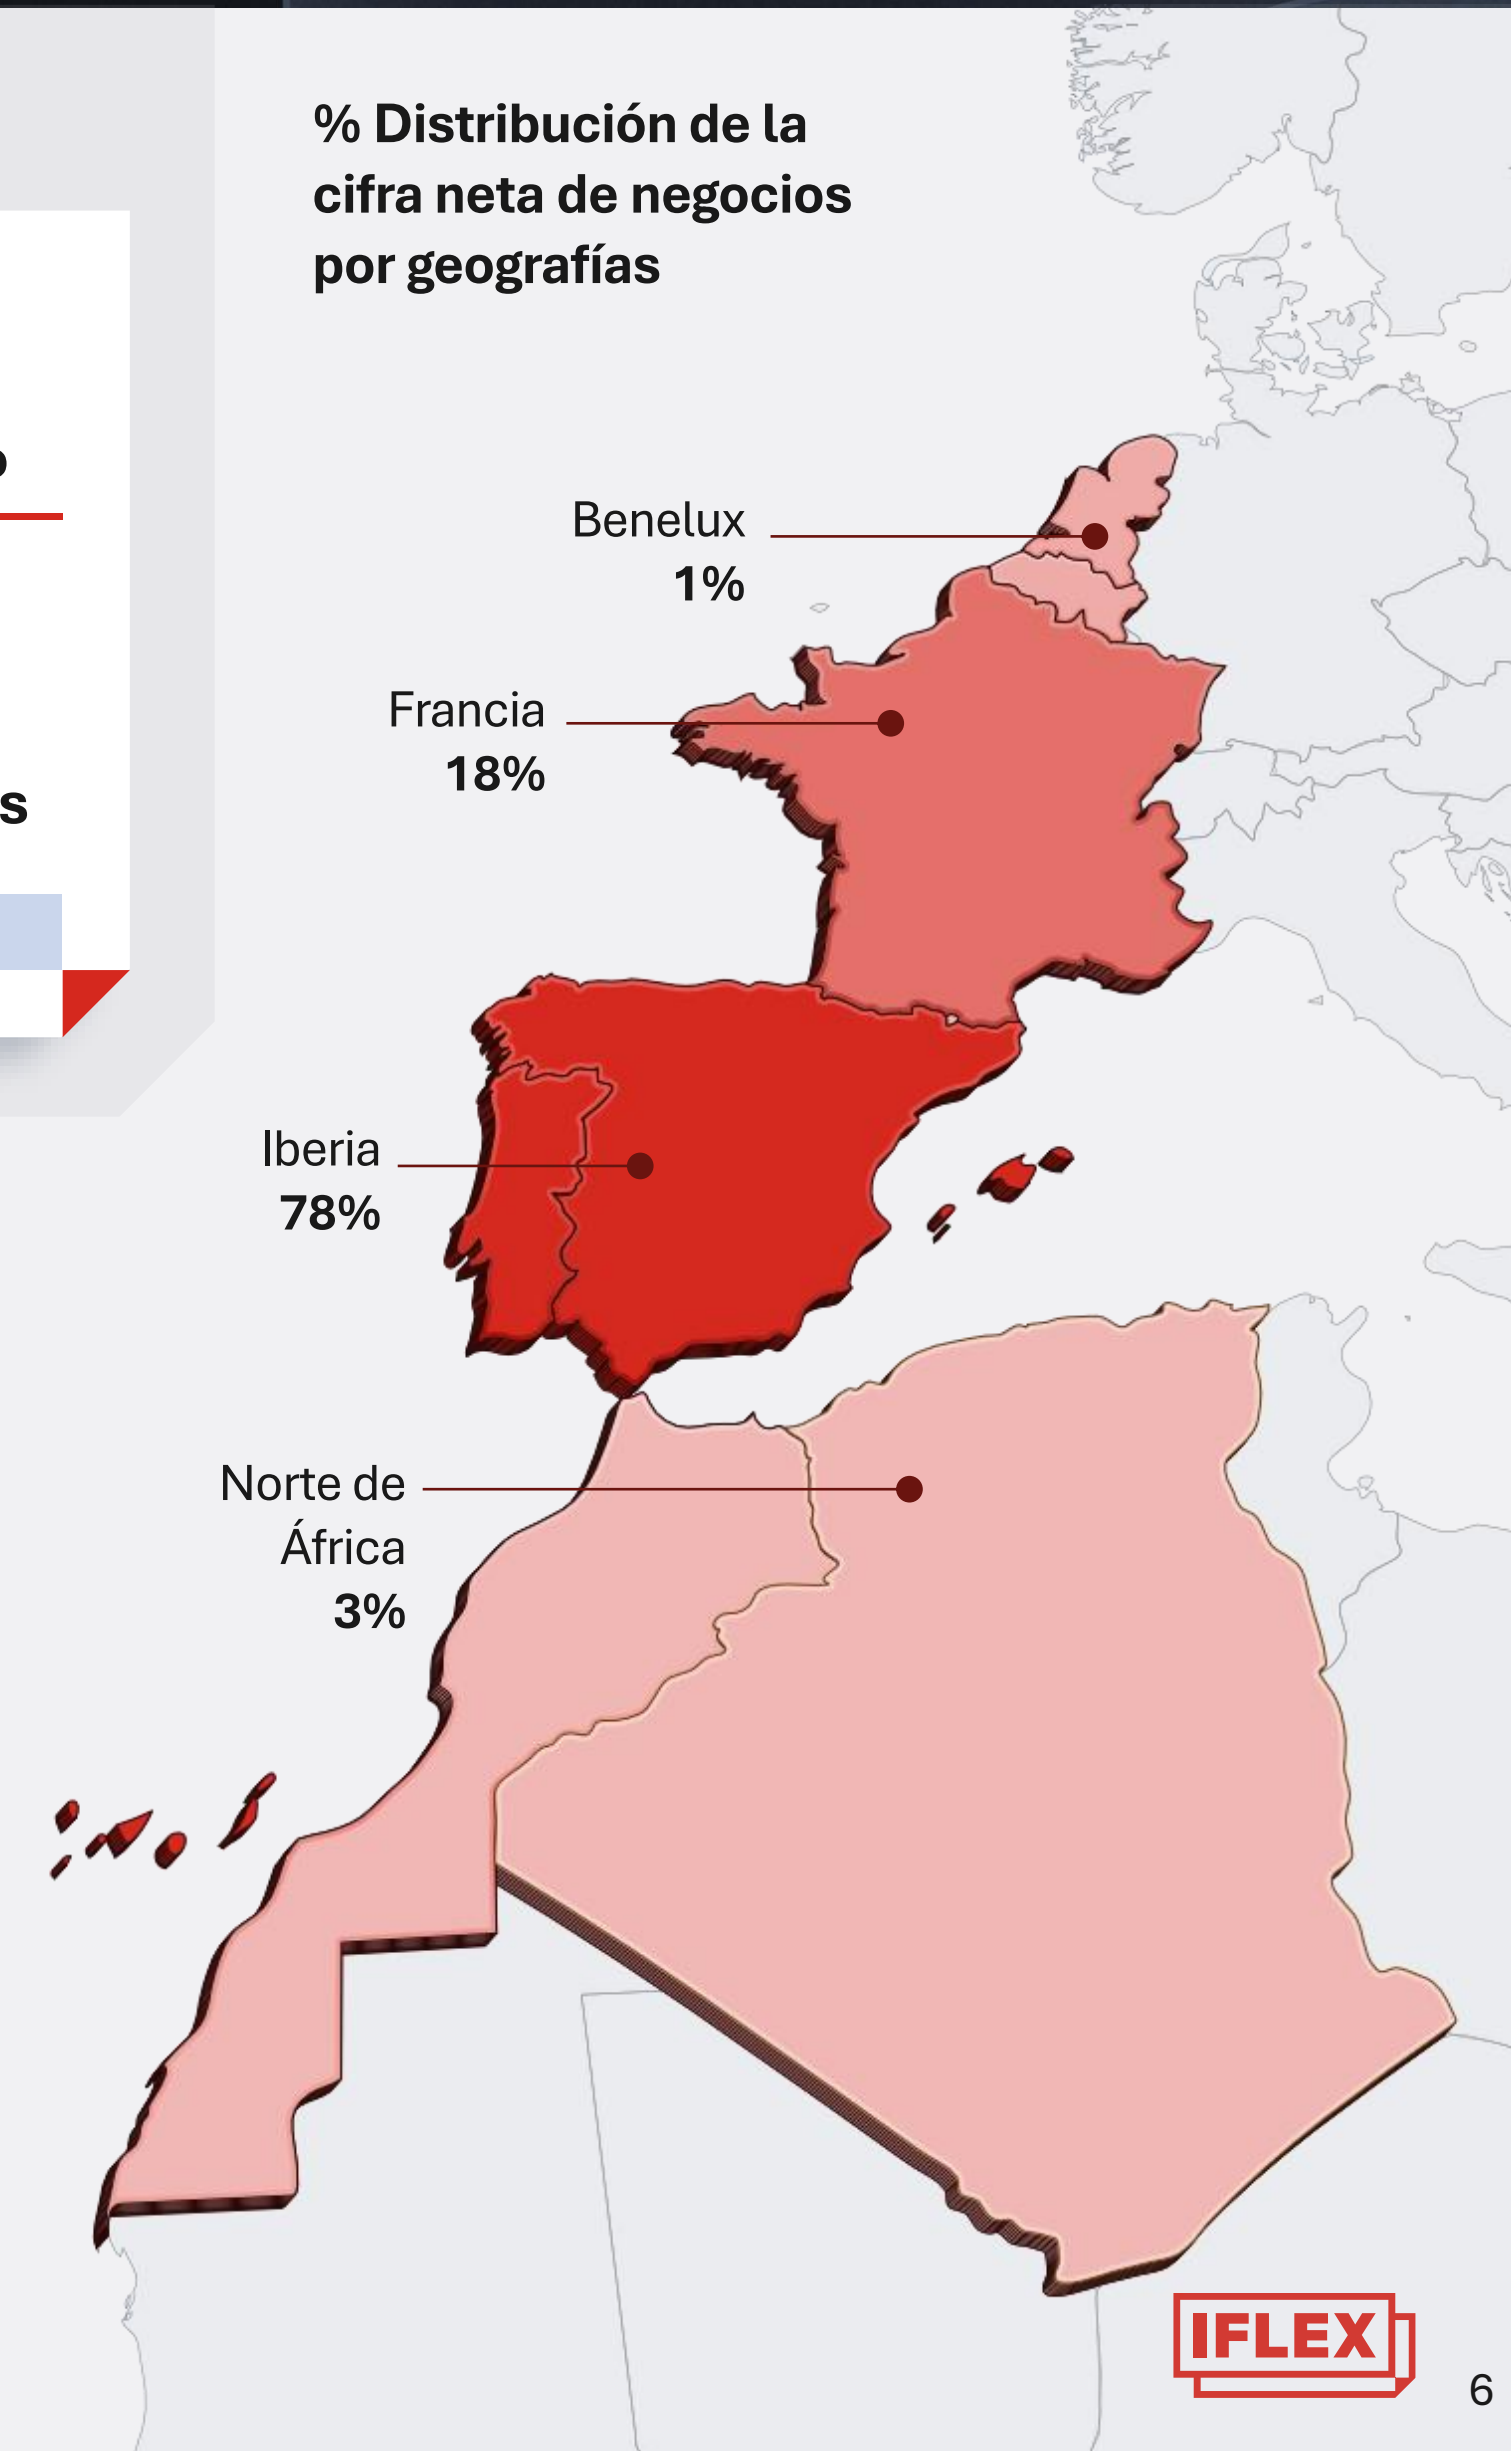 % Distribución de la
cifra neta de negocios
por geografías
Benelux
1%
Francia
18%
s
Iberia
78%
Norte de
África
3%
IFLEX
6